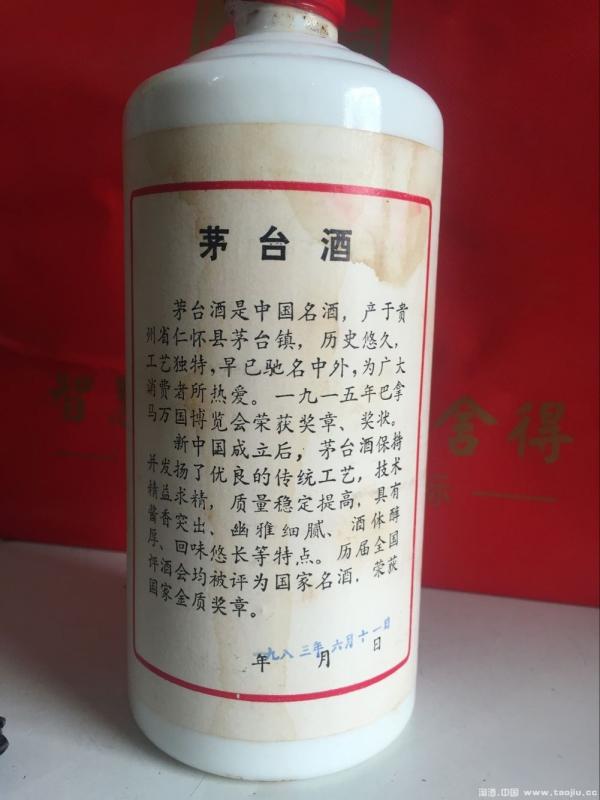 茅台酒
茅台酒是中国名酒，产于贵
州省仁怀县茅台镇，历史悠久，
工艺独特，早已驰名中外，为广大
消费者所热爱。一九一五年巴拿
马万国博览会荣获奖章、奖状。
新中国成立后，茅台酒保持
并发扬了优良的传统工艺，技术
精益求精，质量稳定提高，具有
酱香突出、幽雅细腻、酒体醇
厚、回味悠长等特点。历届全国
评酒会均被评为国家名酒，荣获
国家金质奖章。
一九八三年六月十一日
年 月 日
舍得
淘酒.中国 www.taojiu.cc